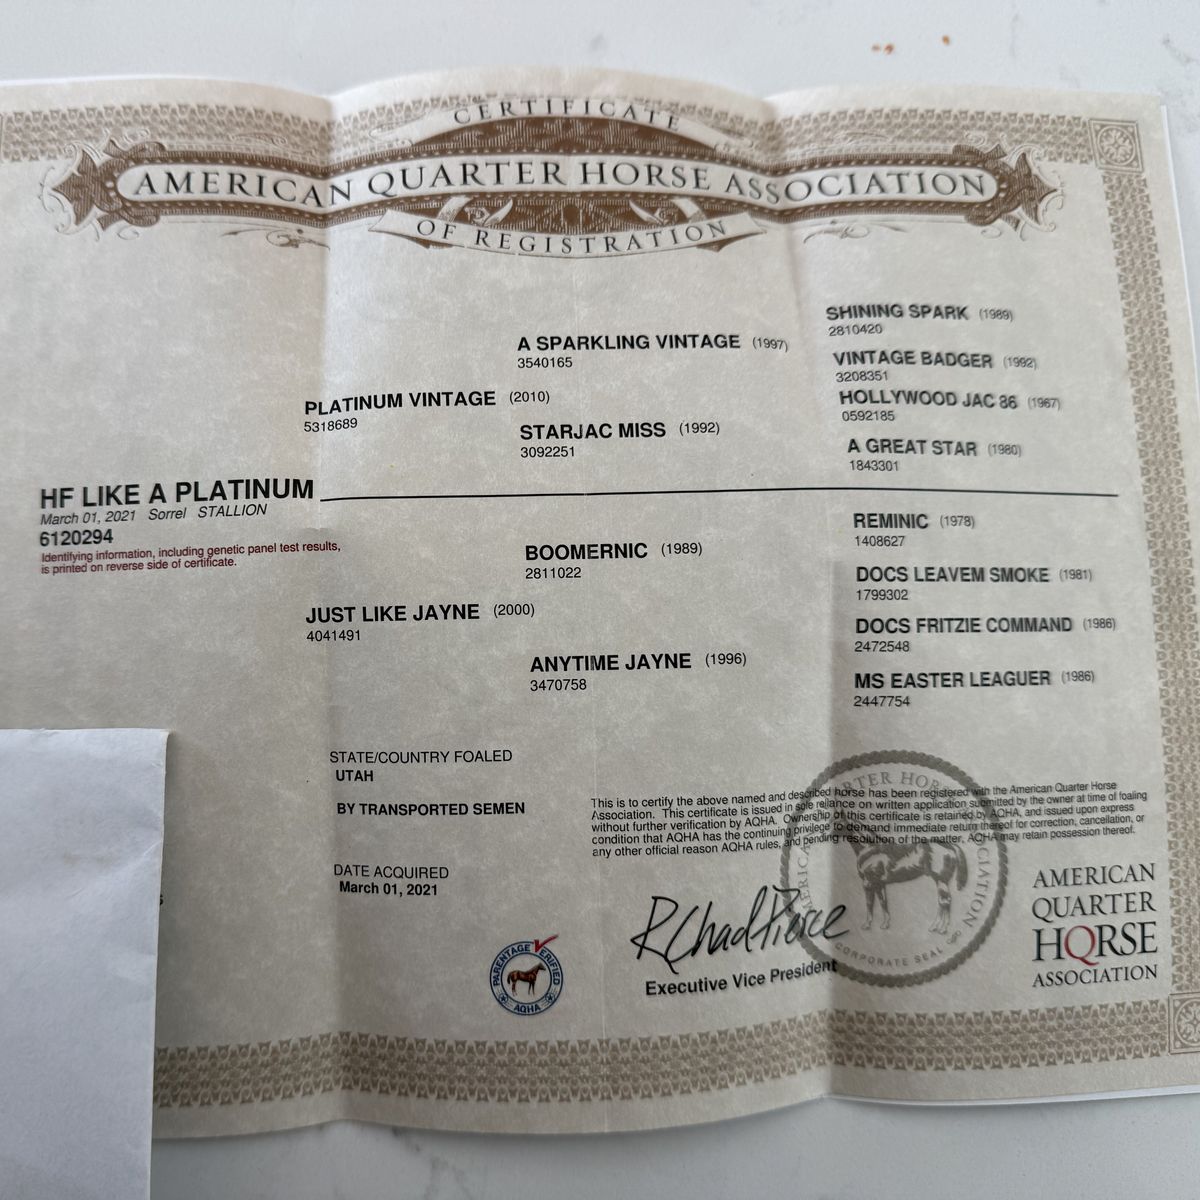 CERTIFICATE
AMERICAN QUARTER HORSE ASSOCIATION
OF REGISTRATION
SHINING SPARK (1989)
2810420
A SPARKLING VINTAGE (1997)
3540165
VINTAGE BADGER (1992)
3208351
PLATINUM VINTAGE (2010)
5318689
HOLLYWOOD JAC 86 (1967)
0592185
STARJAC MISS (1992)
3092251
A GREAT STAR (1980)
1843301
HF LIKE A PLATINUM
March 01, 2021 Sorrel STALLION
6120294
Identifying information, including genetic panel test results,
is printed on reverse side of certificate.
REMINIC (1978)
1408627
BOOMERNIC (1989)
2811022
DOCS LEAVEM SMOKE (1981)
1799302
JUST LIKE JAYNE (2000)
4041491
DOCS FRITZIE COMMAND (1986)
2472548
ANYTIME JAYNE (1996)
3470758
MS EASTER LEAGUER (1986)
2447754
STATE/COUNTRY FOALED
UTAH
BY TRANSPORTED SEMEN
DATE ACQUIRED
March 01, 2021
This is to certify the above named and described horse has been registered with the American Quarter Horse
Association. This certificate is issued in sole reliance on written application submitted by the owner at time of foaling
without further verification by AQHA. Ownership of this certificate is retained by AQHA, and issued upon express
condition that AQHA has the continuing privilege to demand immediate return thereof for correction, cancellation, or
any other official reason AQHA rules, and pending resolution of the matter, AQHA may retain possession thereof.
R Chad Pierce
Executive Vice President
PARENTAGE VERIFIED
AQHA
CORPORATE SEAL
AMERICAN
QUARTER
HORSE
ASSOCIATION